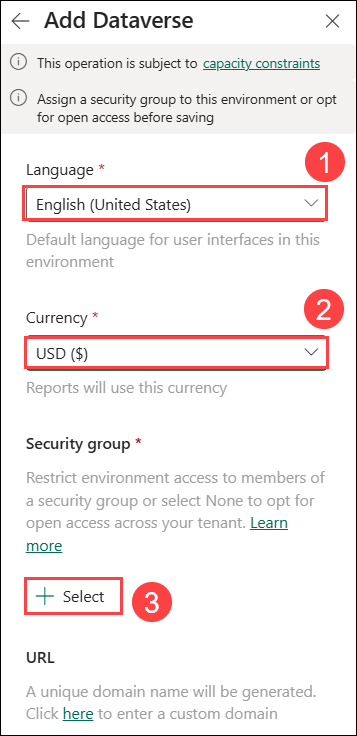 Add Dataverse
This operation is subject to capacity constraints
Assign a security group to this environment or opt
for open access before saving
1
Language *
English (United States)
Default language for user interfaces in this
environment
2
Currency *
USD ($)
Reports will use this currency
Security group *
Restrict environment access to members of
a security group or select None to opt for
open access across your tenant. Learn
more
+ Select
3
URL
A unique domain name will be generated.
Click here to enter a custom domain